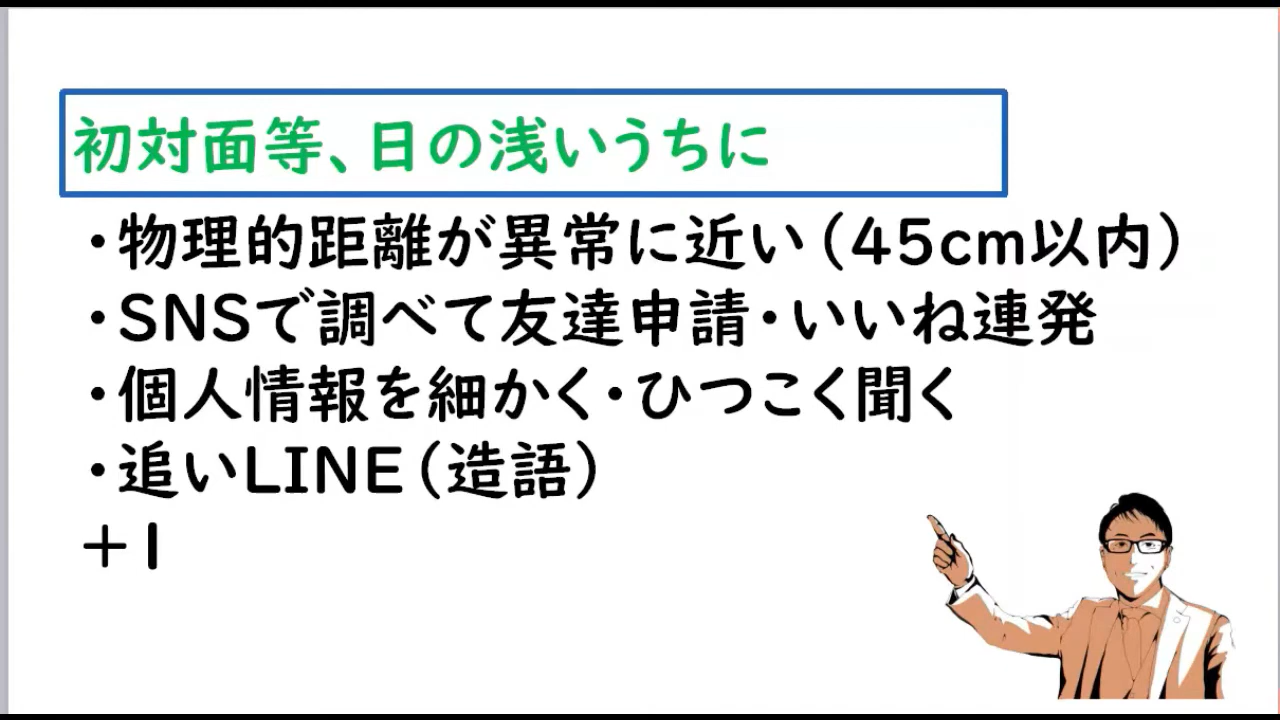 初対面等、日の浅いうちに
・物理的距離が異常に近い（45cm以内）
・SNSで調べて友達申請・いいね連発
・個人情報を細かく・ひつこく聞く
・追いLINE（造語）
＋1